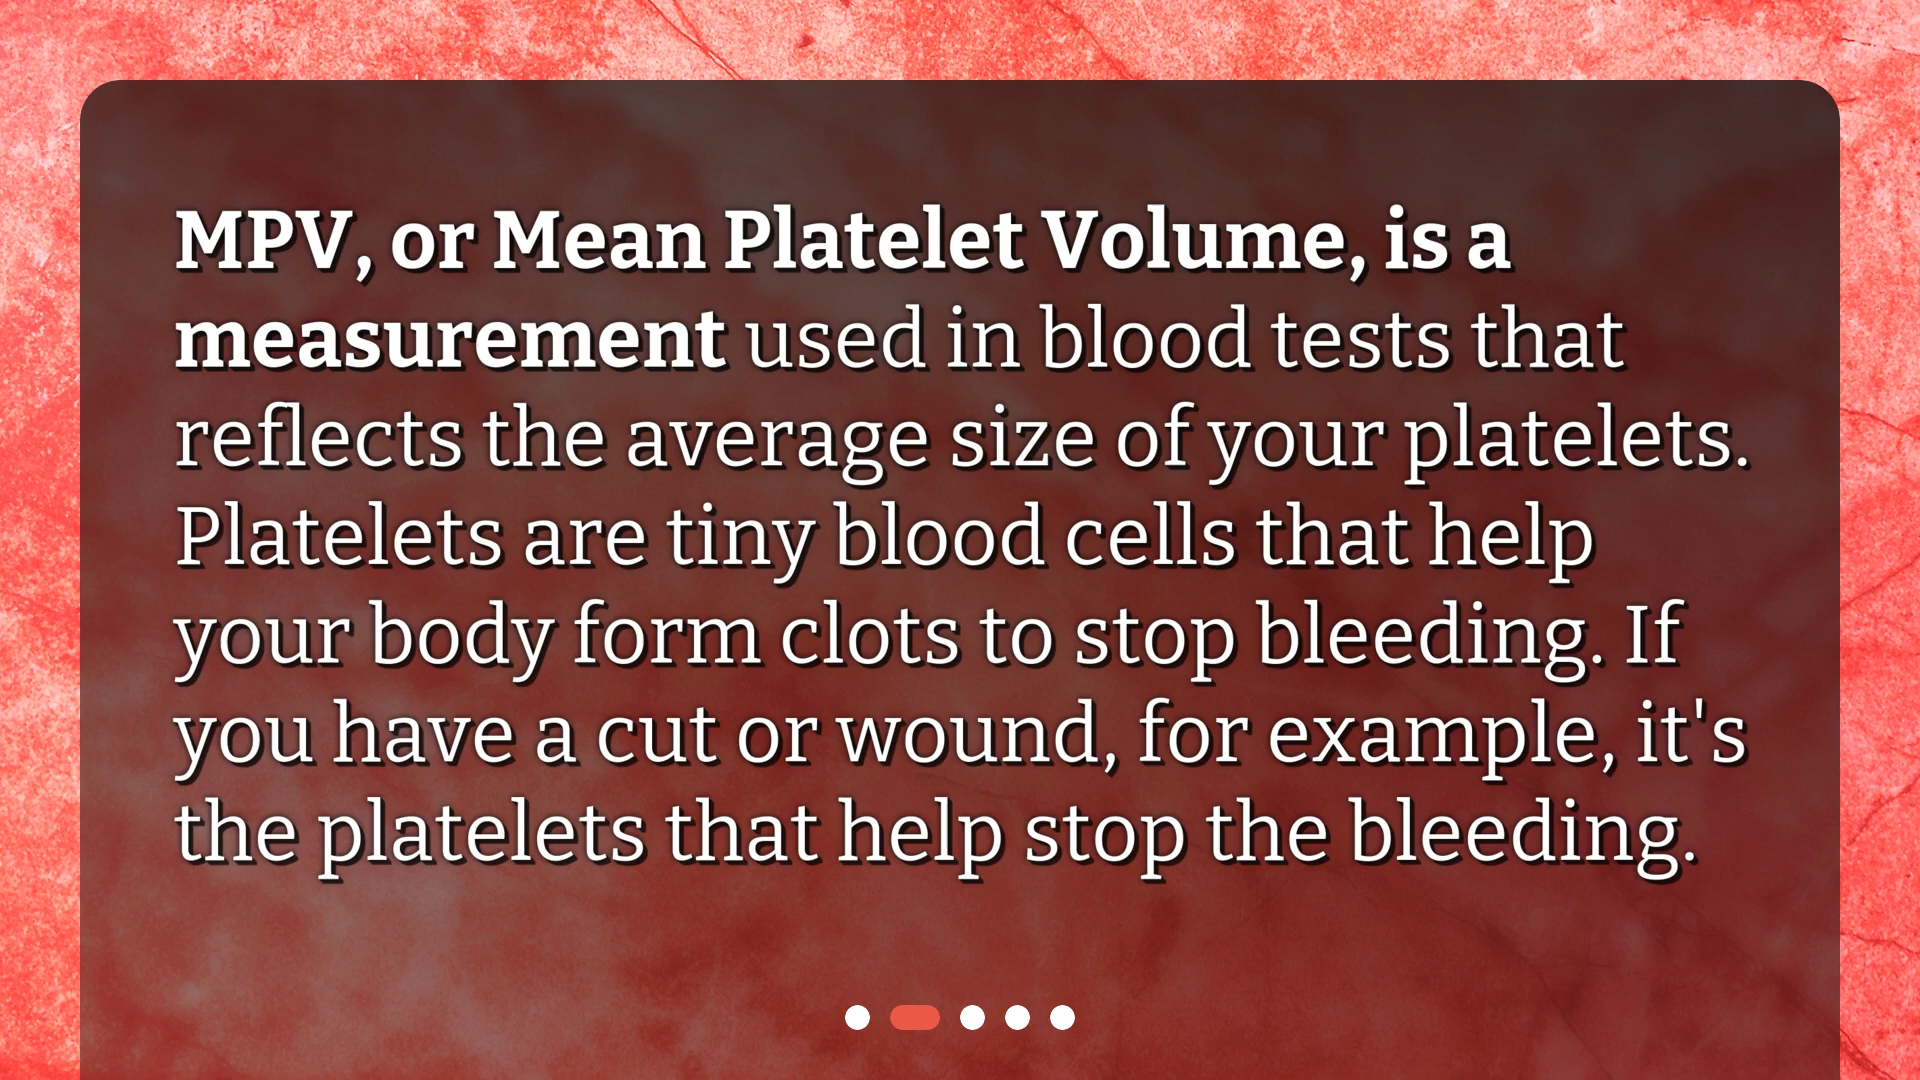 MPV, or Mean Platelet Volume, is a
measurement used in blood tests that
reflects the average size of your platelets.
Platelets are tiny blood cells that help
your body form clots to stop bleeding. If
you have a cut or wound, for example, it's
the platelets that help stop the bleeding.